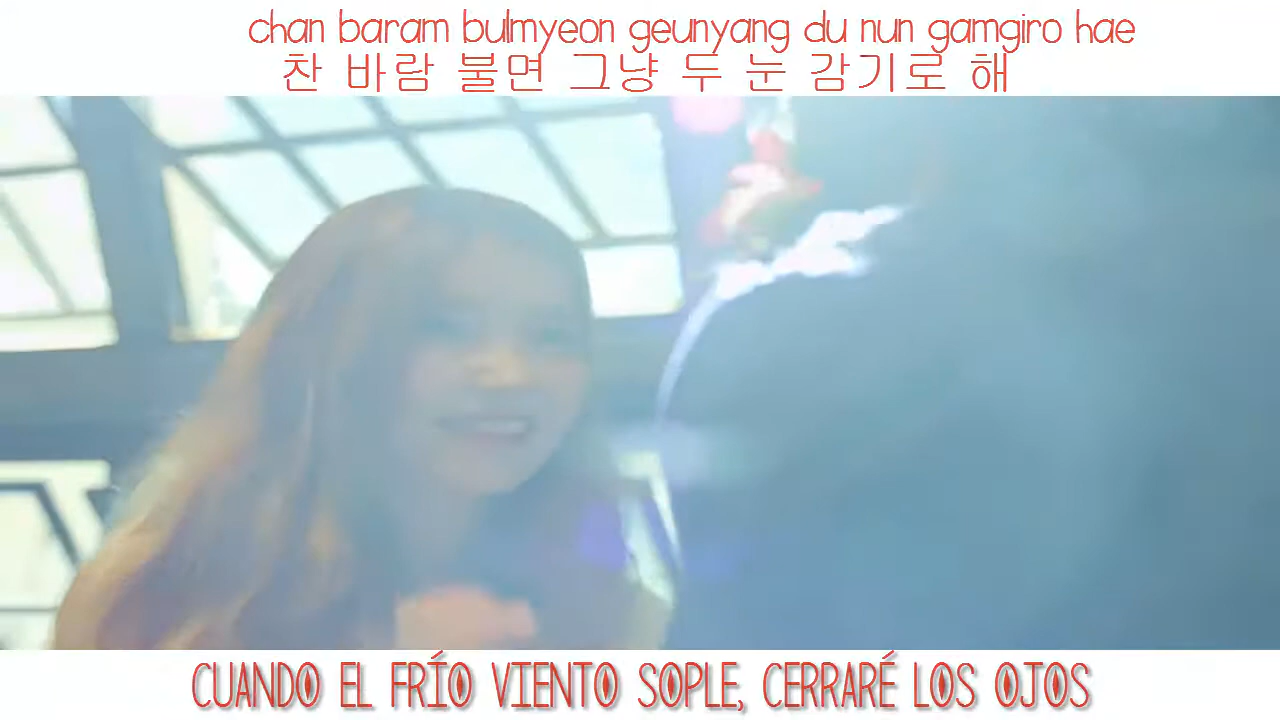 chan baram bulmyeon geunyang du nun gamgiro hae
찬 바람 불면 그냥 두 눈 감기로 해
CUANDO EL FRÍO VIENTO SOPLE, CERRARÉ LOS OJOS